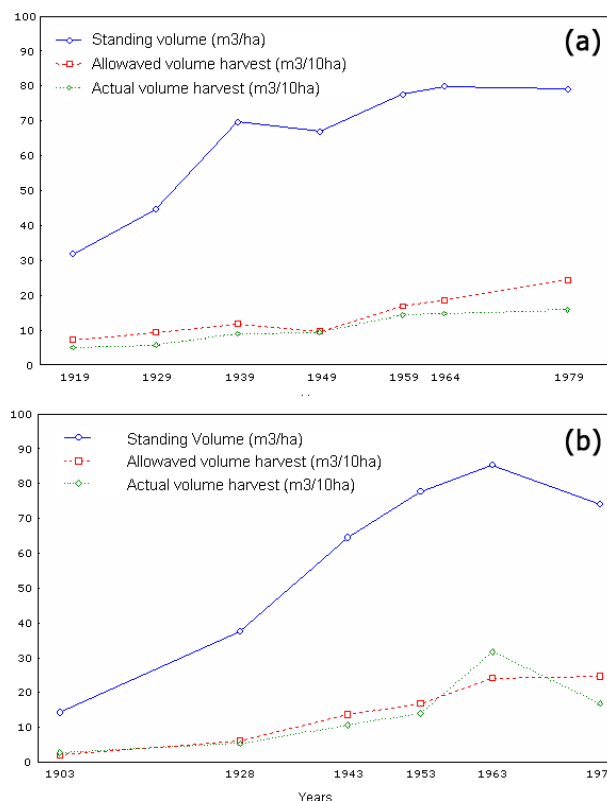 100
(a)
Standing volume (m3/ha)
90
Allowaved volume harvest (m3/10ha)
80
Actual volume harvest (m3/10ha)
70
60
50
40
30
20
10
0
1919 1929 1939 1949 1959 1964 1979
100
(b)
Standing Volume (m3/ha)
90
Allowaved volume harvest (m3/10ha)
80
Actual volume harvest (m3/10ha)
70
60
50
40
30
20
10
0
1903 1928 1943 1953 1963 197
Years